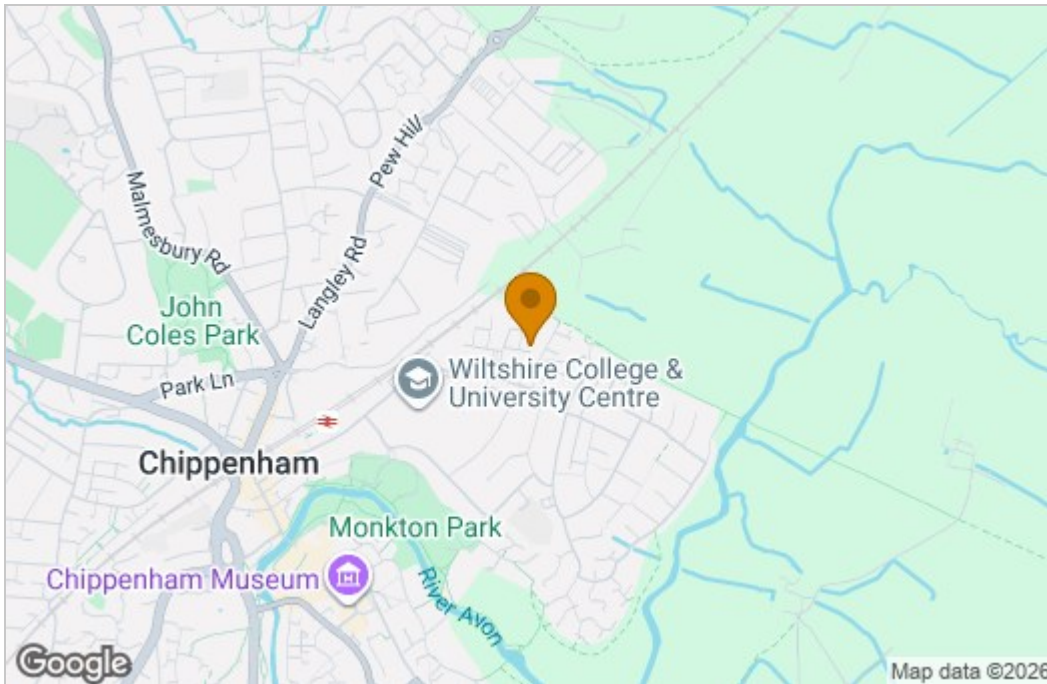 Pew Hill
Malmesbury Rd
Langley Rd
John
Coles Park
Park Ln
Wiltshire College &
University Centre
Chippenham
Monkton Park
Chippenham Museum
River Avon
Google
Map data ©2026